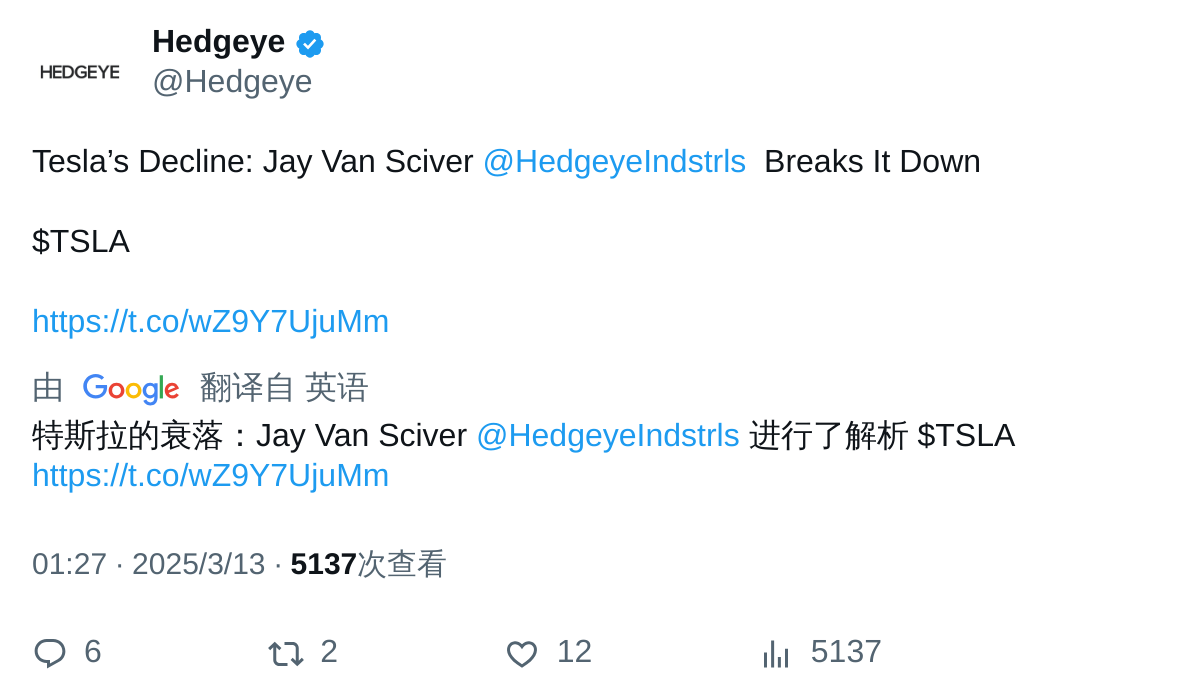 Hedgeye
HEDGEYE
@Hedgeye
Tesla’s Decline: Jay Van Sciver @HedgeyeIndstrls  Breaks It Down
$TSLA
https://t.co/wZ9Y7UjuMm
由 Google 翻译自 英语
特斯拉的衰落：Jay Van Sciver @HedgeyeIndstrls 进行了解析 $TSLA
https://t.co/wZ9Y7UjuMm
01:27 · 2025/3/13 · 5137次查看
6 2 12 5137